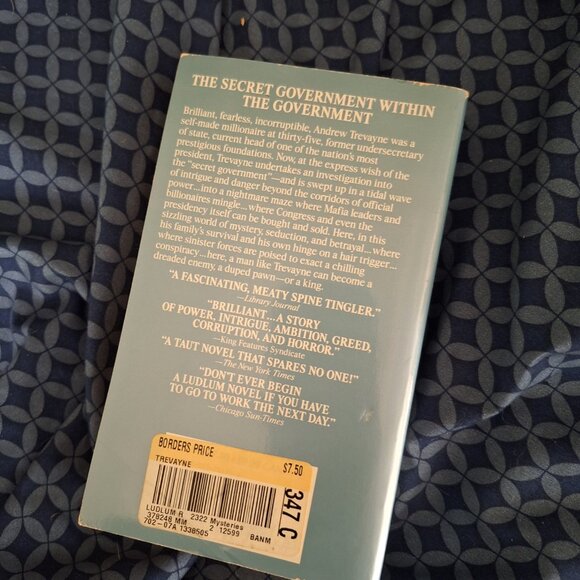 THE SECRET GOVERNMENT WITHIN
THE GOVERNMENT
Brilliant, fearless, incorruptible, Andrew Trevayne was a
self-made millionaire at thirty-five, former undersecretary
of state, current head of one of the nation's most
prestigious foundations. Now, at the express wish of the
president, Trevayne undertakes an investigation into
the "secret government"—and is swept up in a tidal wave
of intrigue and danger beyond the corridors of official
power...into a nightmare maze where Mafia leaders and
billionaires mingle...where Congress and even the
presidency itself can be bought and sold. Here, in this
sizzling world of mystery, seduction, and betrayal...where
his family's survival and his own hinge on a hair trigger...
where sinister forces are poised to exact a chilling
conspiracy...here, a man like Trevayne can become a
dreaded enemy, a duped pawn—or a king.
"A FASCINATING, MEATY SPINE TINGLER."
—Library Journal
"BRILLIANT...A STORY
OF POWER, INTRIGUE, AMBITION, GREED,
CORRUPTION, AND HORROR."
—King Features Syndicate
"A TAUT NOVEL THAT SPARES NO ONE!"
—The New York Times
"DON'T EVER BEGIN
A LUDLUM NOVEL IF YOU HAVE
TO GO TO WORK THE NEXT DAY."
—Chicago Sun-Times
BORDERS PRICE $7.50
TREVAYNE
347 C
LUDLUM R 2322 Mysteries
378248 MM 2 12599 BANM
702-07A 1338505